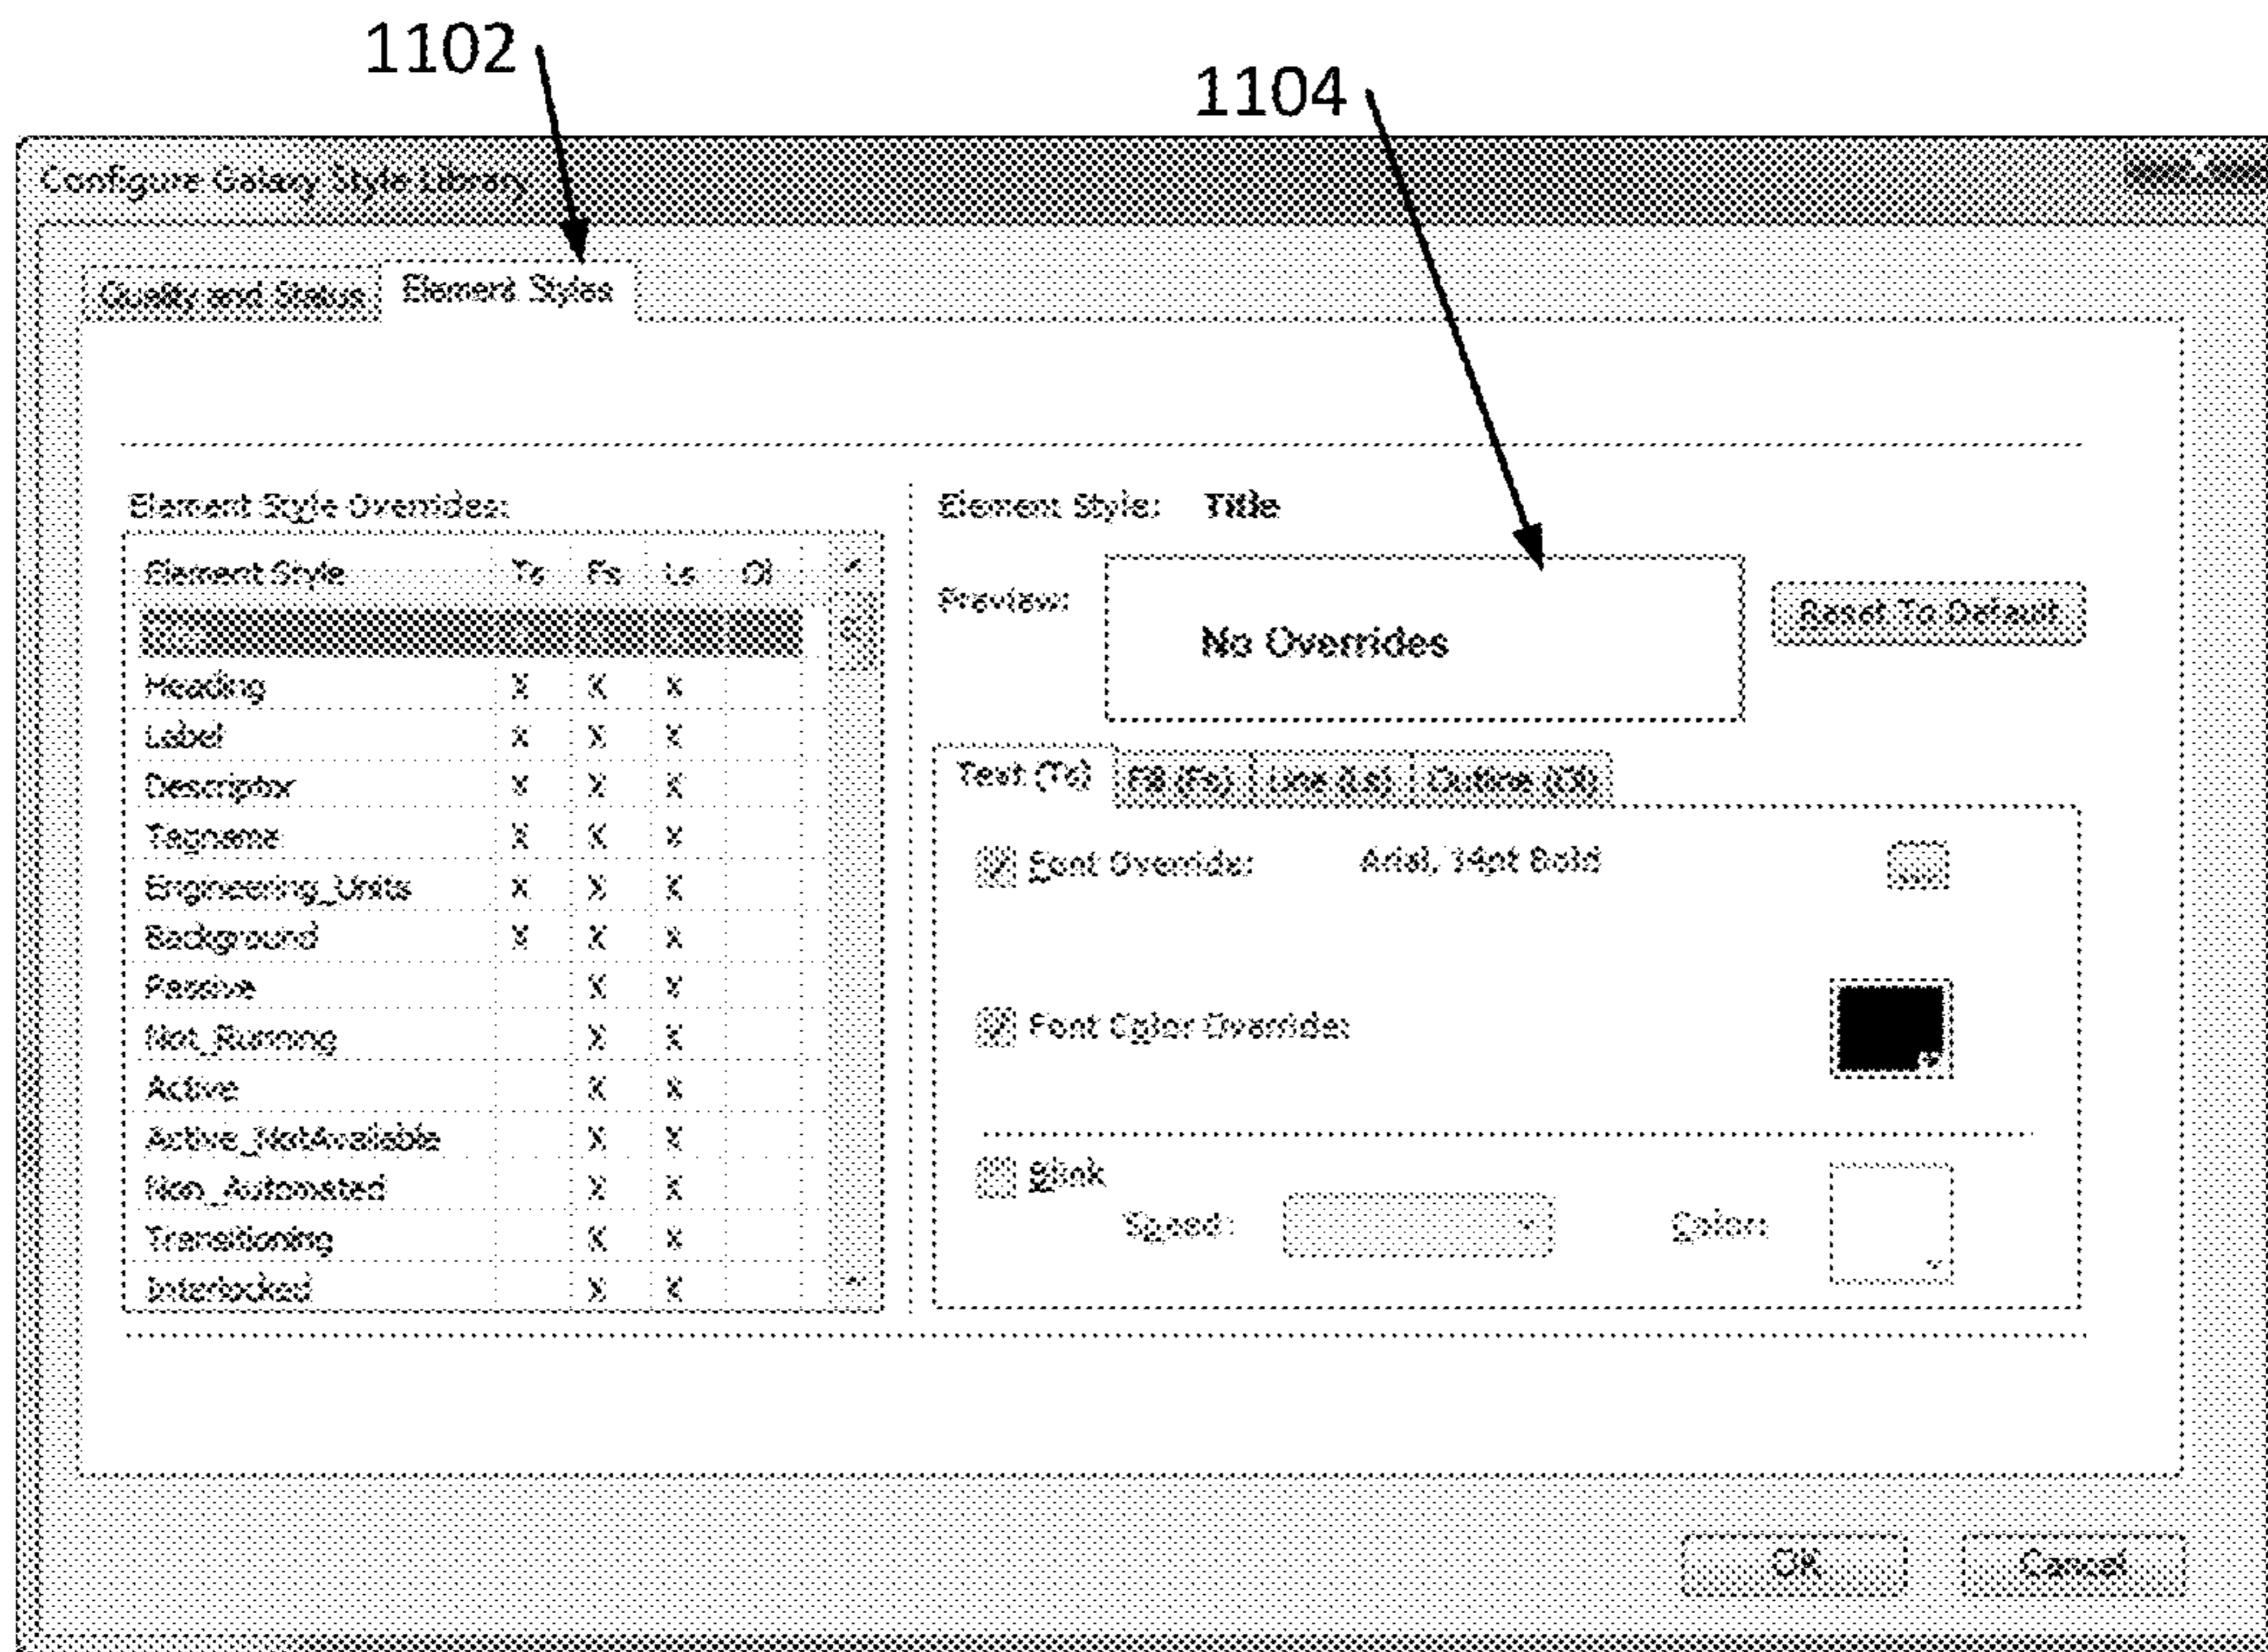 1102
1104
Configure Galaxy Style Library
Quality and Status Element Styles
Element Style Overrides:
Element Style Ts Fs Ls Ol
Heading X X X
Label X X X
Descriptor X X X
Tagname X X X
Engineering_Units X X X
Background X X X
Passive X X
Not_Running X X
Active X X
Active_NotAvailable X X
Non_Automated X X
Transitioning X X
Interlocked X X
Element Style: Title
Preview: No Overrides Reset To Default
Text (Ts) Fill (Fs) Line (Ls) Outline (Ol)
Font Override: Arial, 14pt Bold ...
Font Color Override:
Blink
Speed: Color:
OK Cancel